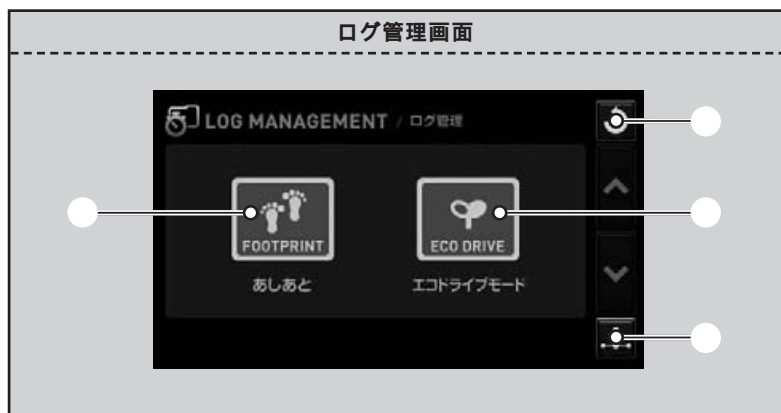 ログ管理画面
LOG MANAGEMENT / ログ管理
FOOTPRINT
ECO DRIVE
あしあと
エコドライブモード